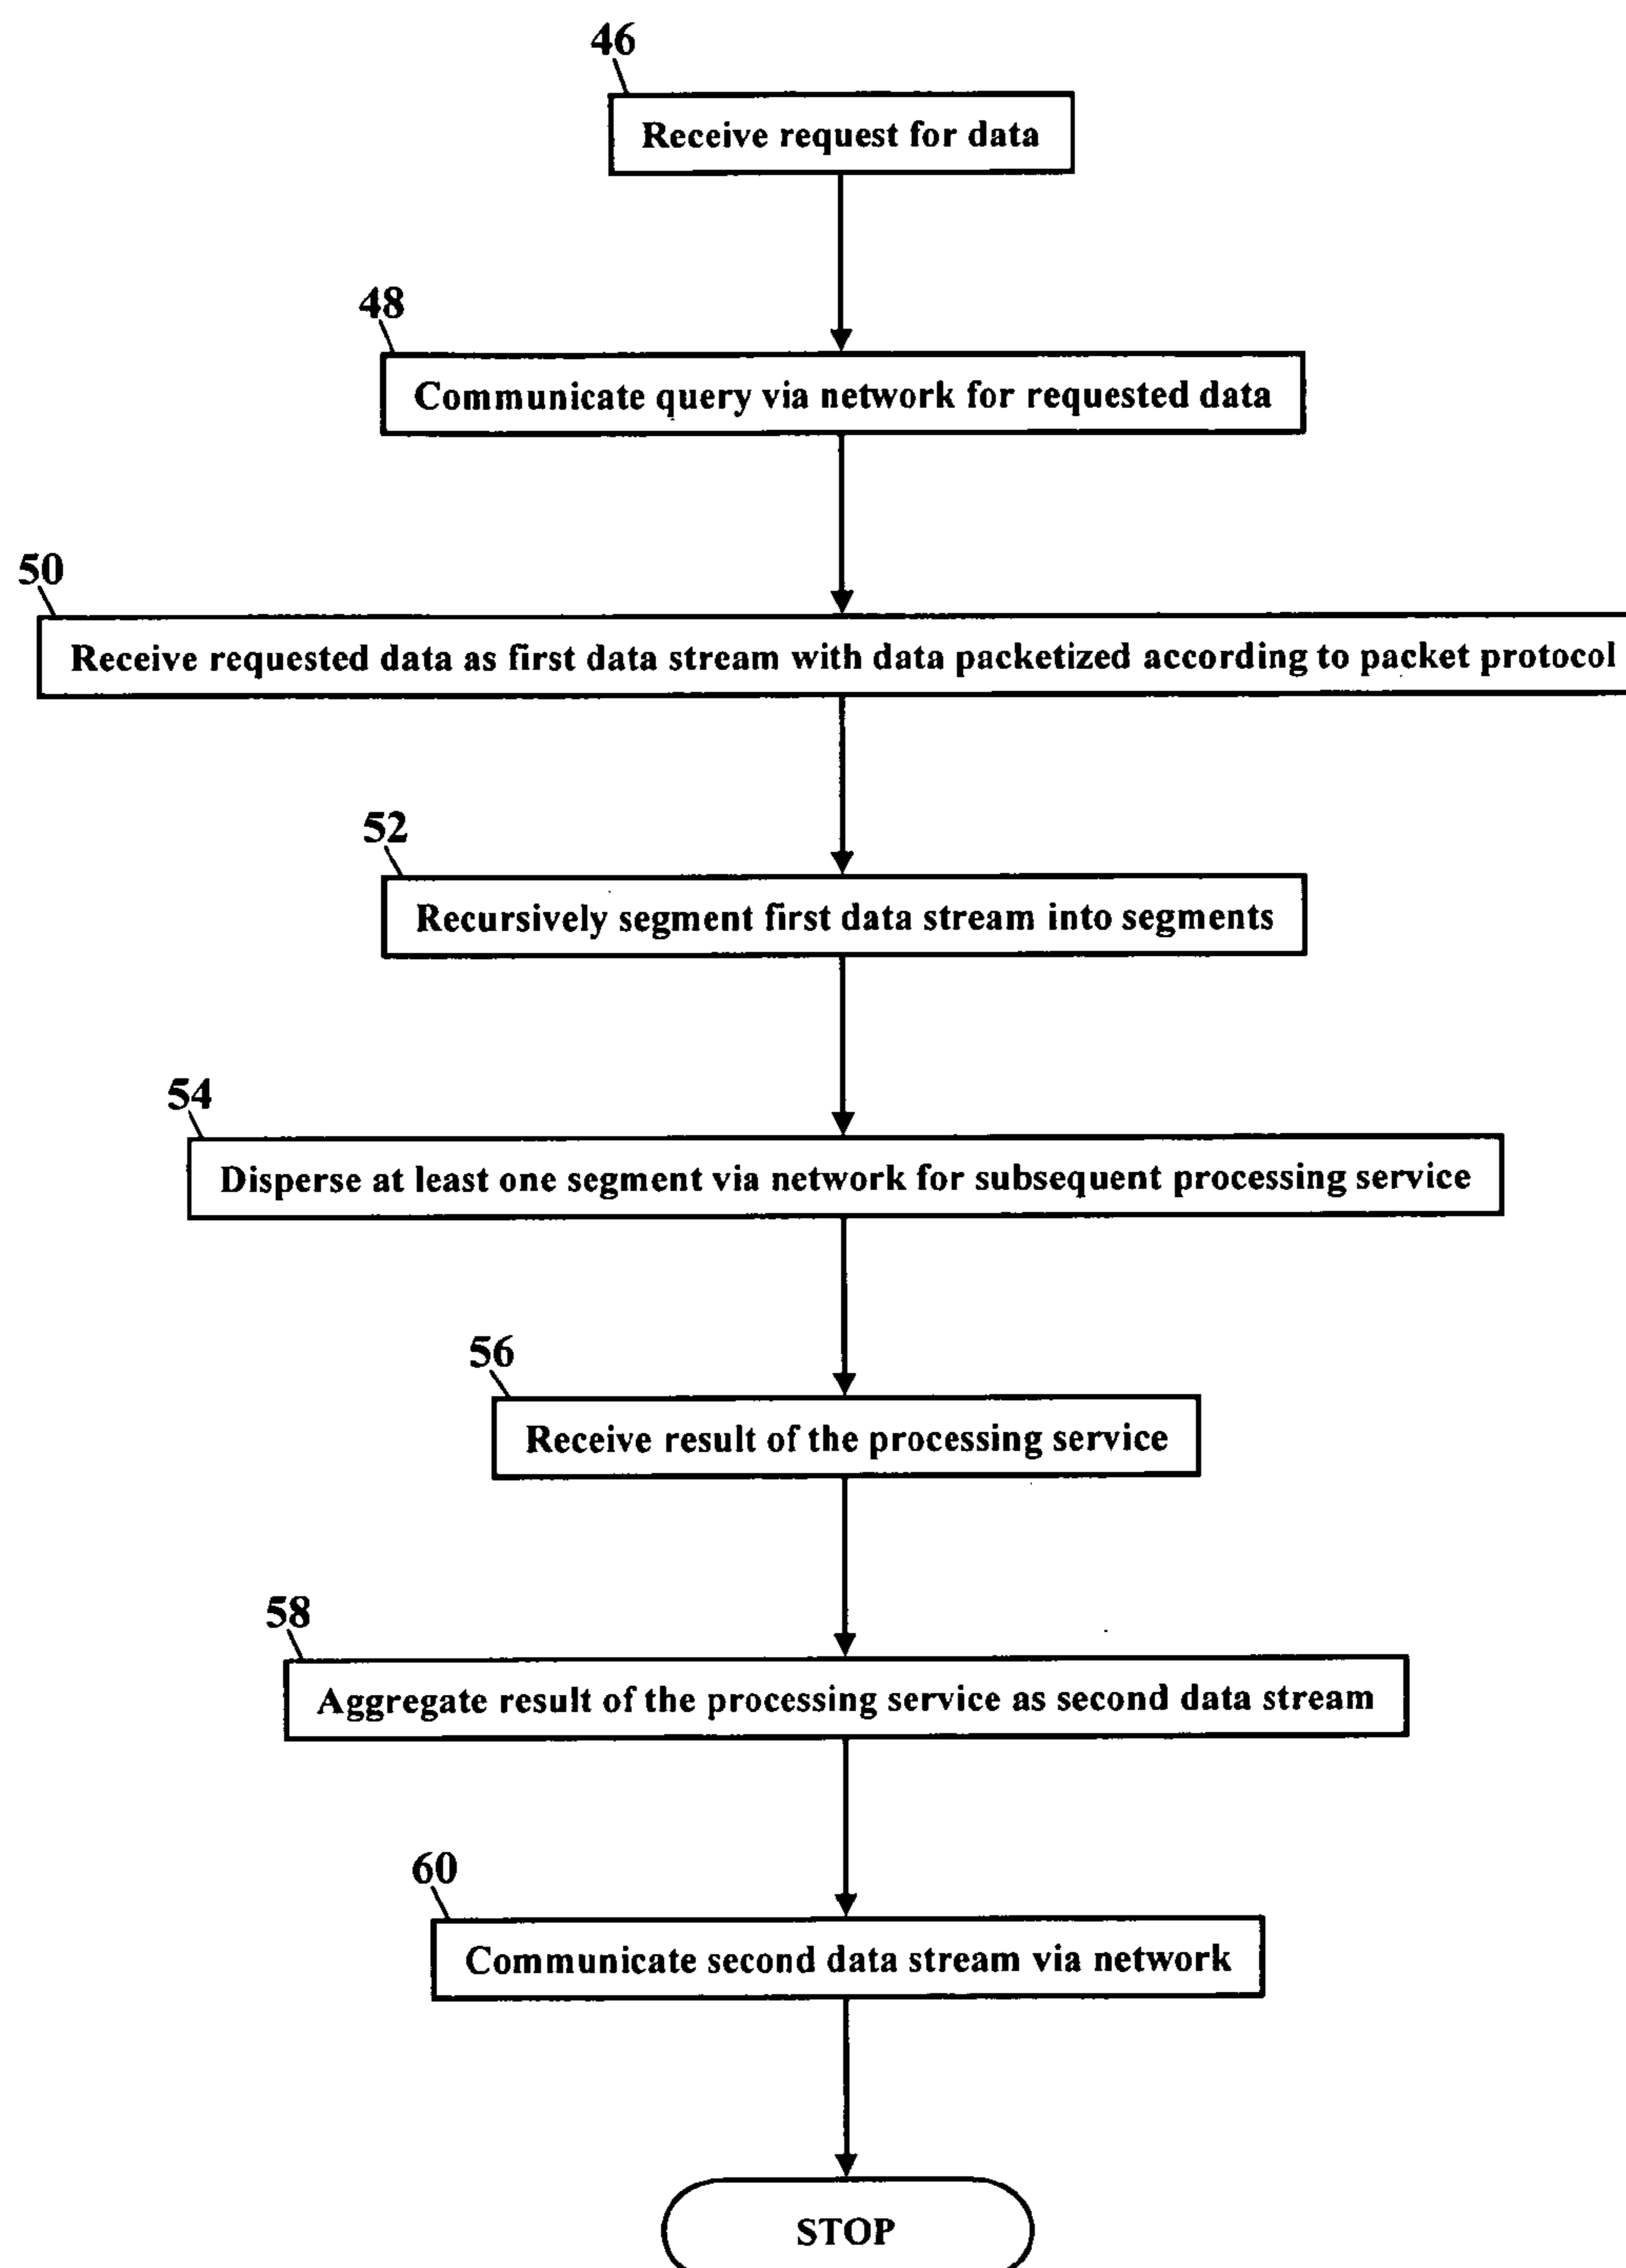 46
Receive request for data
48
Communicate query via network for requested data
50
Receive requested data as first data stream with data packetized according to packet protocol
52
Recursively segment first data stream into segments
54
Disperse at least one segment via network for subsequent processing service
56
Receive result of the processing service
58
Aggregate result of the processing service as second data stream
60
Communicate second data stream via network
STOP